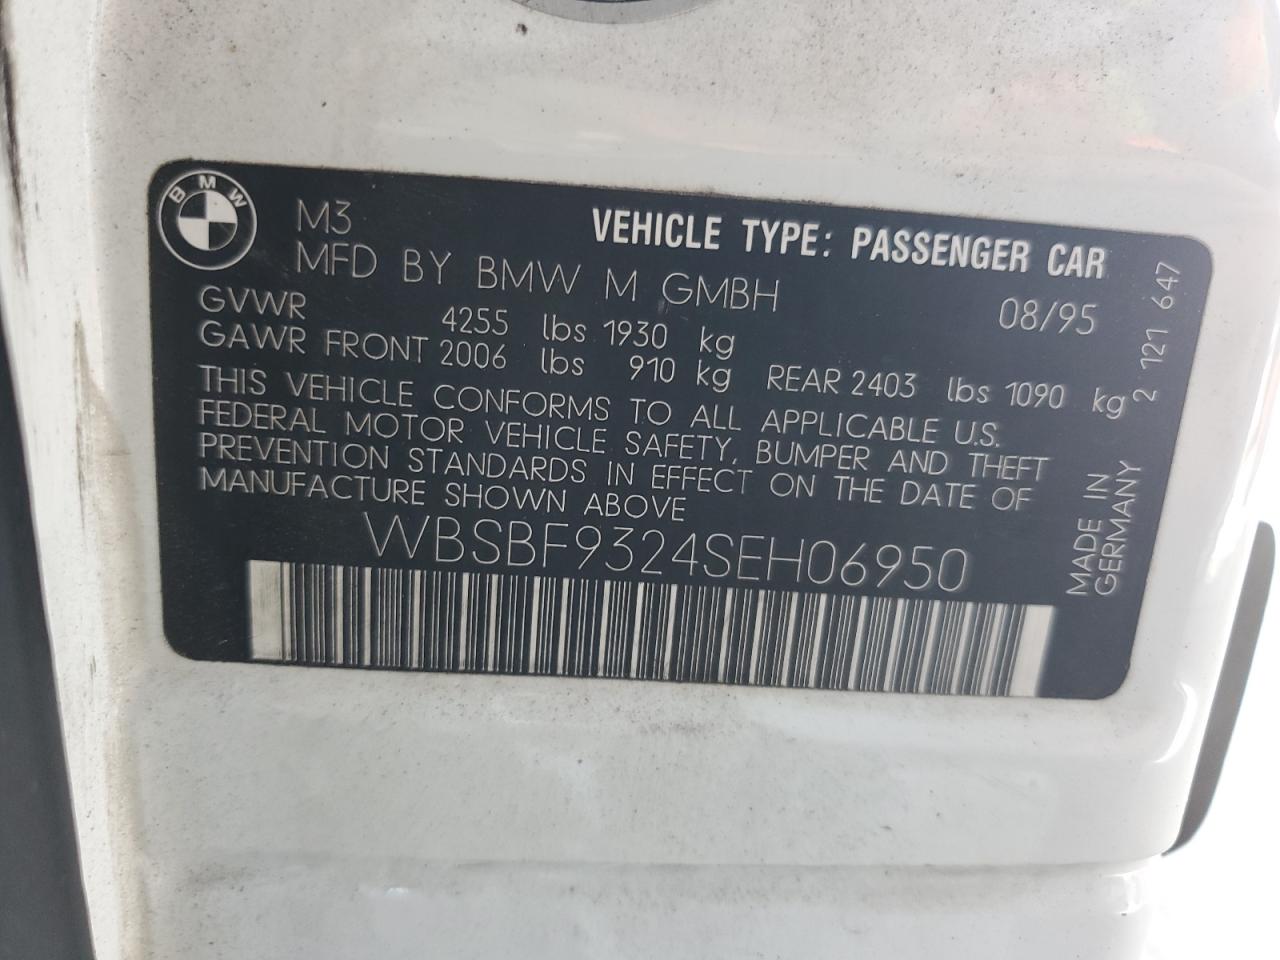 BMW
M3
VEHICLE TYPE: PASSENGER CAR
MFD BY BMW M GMBH 08/95
GVWR 4255 lbs 1930 kg
GAWR FRONT 2006 lbs 910 kg REAR 2403 lbs 1090 kg
THIS VEHICLE CONFORMS TO ALL APPLICABLE U.S.
FEDERAL MOTOR VEHICLE SAFETY, BUMPER AND THEFT
PREVENTION STANDARDS IN EFFECT ON THE DATE OF
MANUFACTURE SHOWN ABOVE
WBSBF9324SEH06950
2 121 647
MADE IN
GERMANY